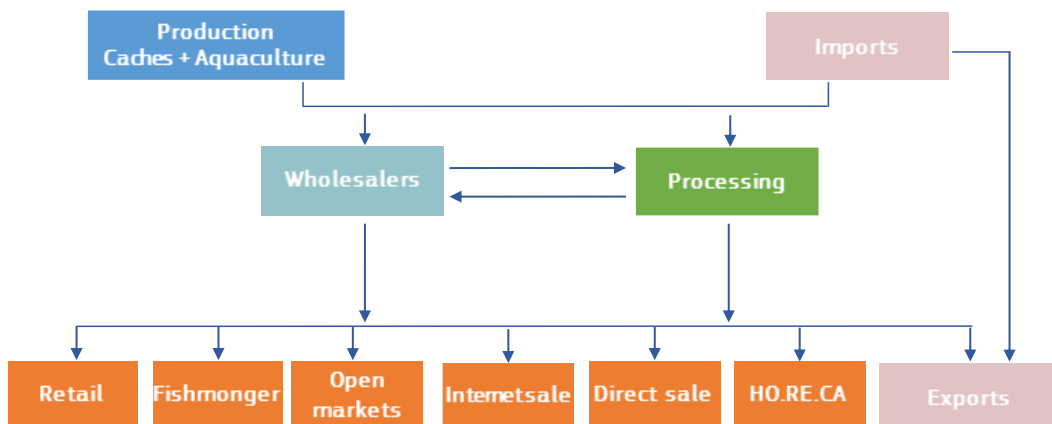 Production
Caches + Aquaculture
Imports
Wholesalers
Processing
Retail
Fishmonger
Open
markets
Internetsale
Direct sale
HO.RE.CA
Exports